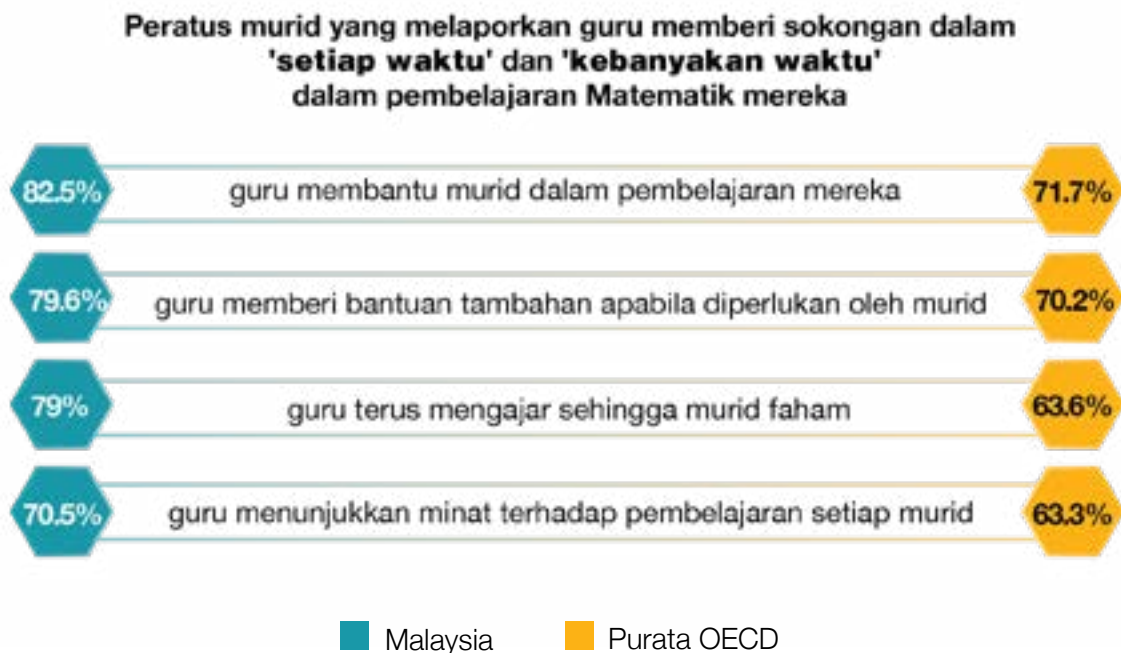 Peratus murid yang melaporkan guru memberi sokongan dalam
'setiap waktu' dan 'kebanyakan waktu'
dalam pembelajaran Matematik mereka
82.5% guru membantu murid dalam pembelajaran mereka 71.7%
79.6% guru memberi bantuan tambahan apabila diperlukan oleh murid 70.2%
79% guru terus mengajar sehingga murid faham 63.6%
70.5% guru menunjukkan minat terhadap pembelajaran setiap murid 63.3%
Malaysia Purata OECD